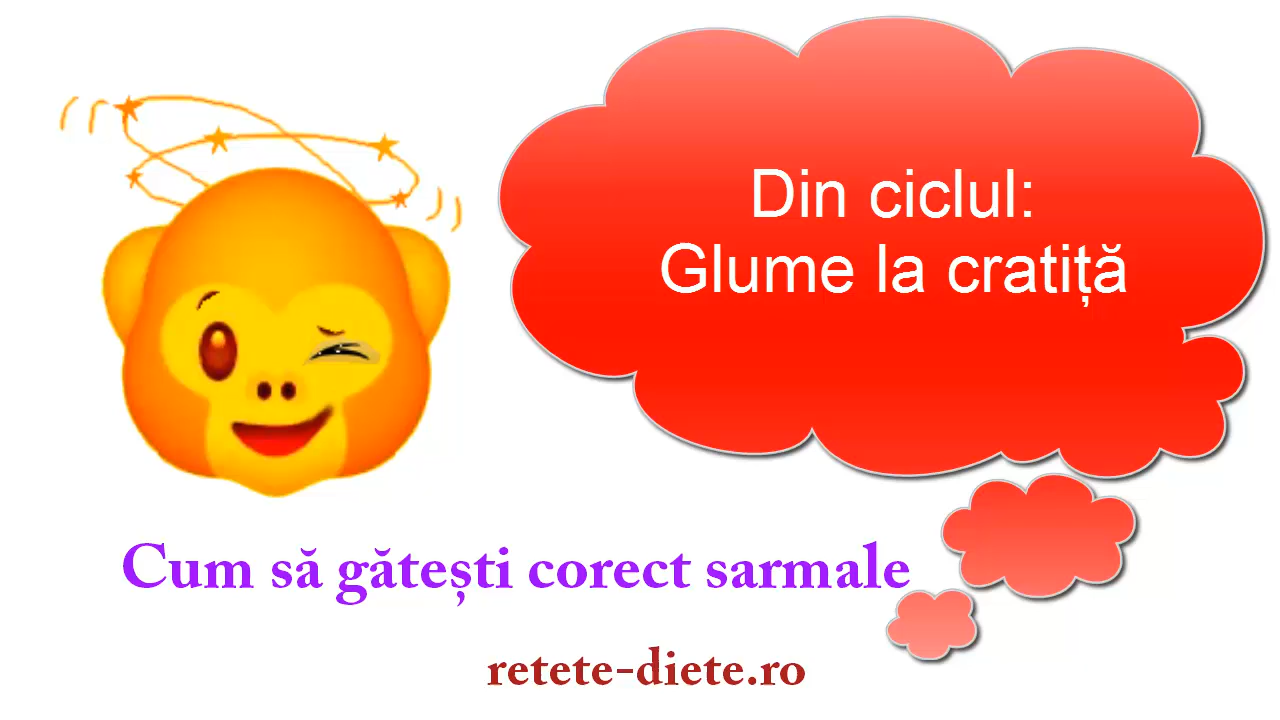 Din ciclul:
Glume la cratiță
Cum să gătești corect sarmale
retete-diete.ro